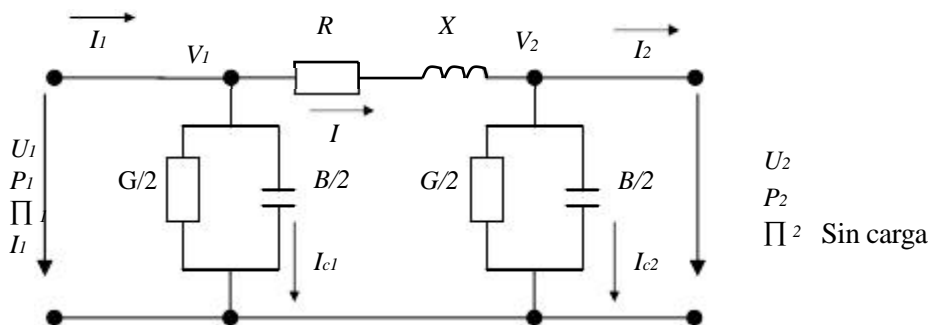 I1
V1
R
X
V2
I2
I
U1
P1
∏ 1
I1
G/2
B/2
G/2
B/2
Ic1
Ic2
U2
P2
∏ 2 Sin carga